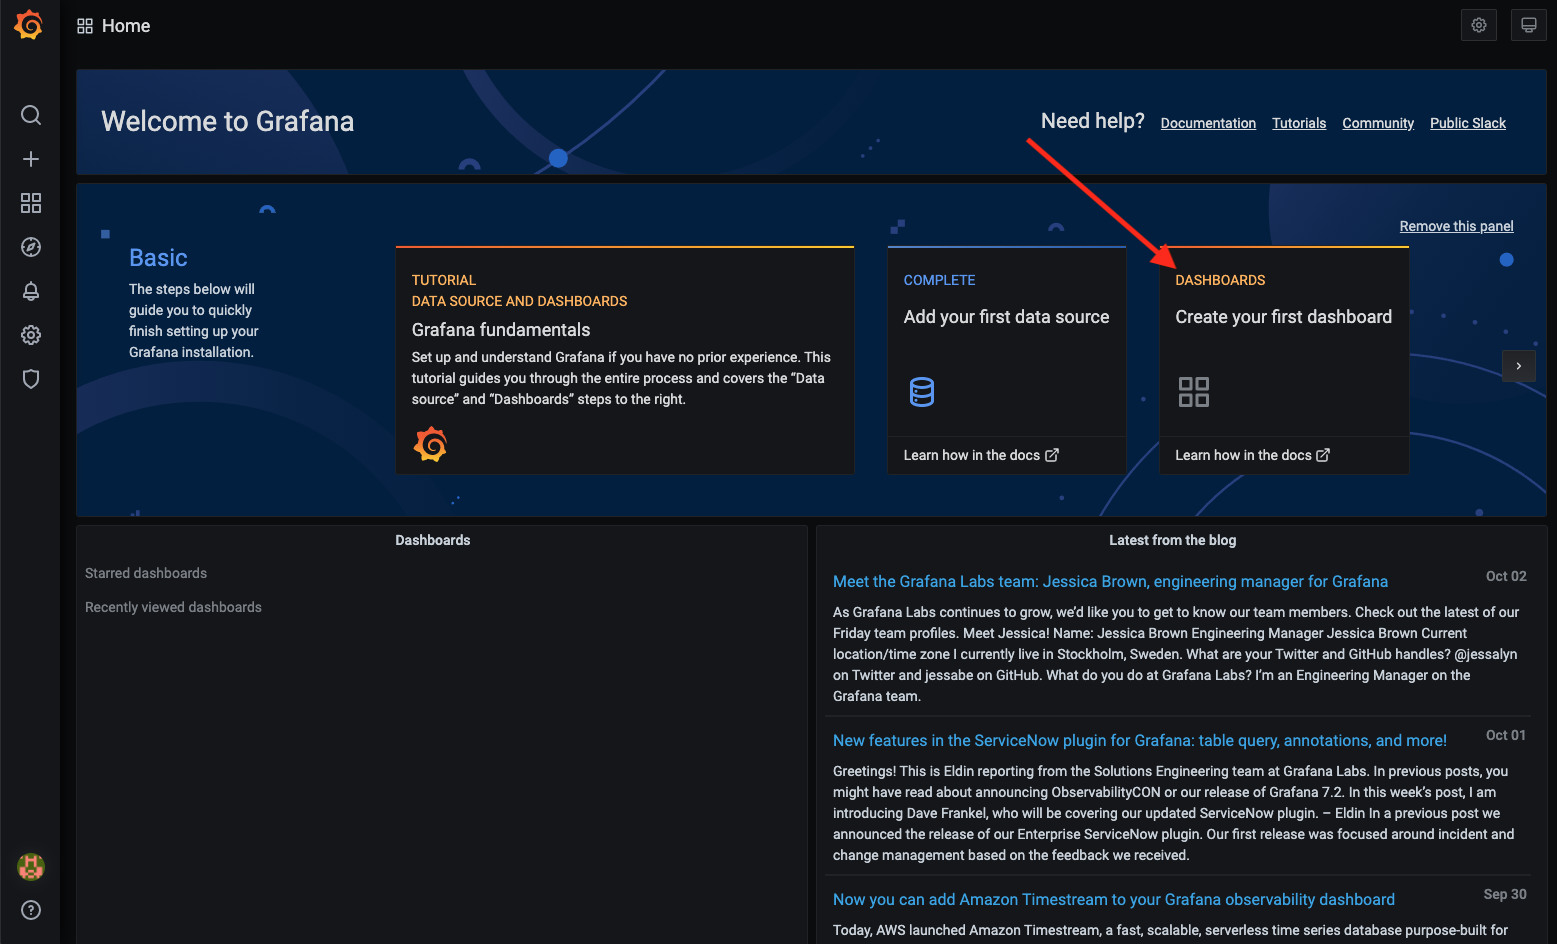 Home
Welcome to Grafana
Need help?
Documentation
Tutorials
Community
Public Slack
Remove this panel
Basic
The steps below will
guide you to quickly
finish setting up your
Grafana installation.
TUTORIAL
DATA SOURCE AND DASHBOARDS
Grafana fundamentals
Set up and understand Grafana if you have no prior experience. This
tutorial guides you through the entire process and covers the “Data
source” and “Dashboards” steps to the right.
COMPLETE
Add your first data source
Learn how in the docs
DASHBOARDS
Create your first dashboard
Learn how in the docs
Dashboards
Starred dashboards
Recently viewed dashboards
Latest from the blog
Meet the Grafana Labs team: Jessica Brown, engineering manager for Grafana
Oct 02
As Grafana Labs continues to grow, we’d like you to get to know our team members. Check out the latest of our
Friday team profiles. Meet Jessica! Name: Jessica Brown Engineering Manager Jessica Brown Current
location/time zone I currently live in Stockholm, Sweden. What are your Twitter and GitHub handles? @jessalyn
on Twitter and jessabe on GitHub. What do you do at Grafana Labs? I’m an Engineering Manager on the
Grafana team.
New features in the ServiceNow plugin for Grafana: table query, annotations, and more!
Oct 01
Greetings! This is Eldin reporting from the Solutions Engineering team at Grafana Labs. In previous posts, you
might have read about announcing ObservabilityCON or our release of Grafana 7.2. In this week’s post, I am
introducing Dave Frankel, who will be covering our updated ServiceNow plugin. – Eldin In a previous post we
announced the release of our Enterprise ServiceNow plugin. Our first release was focused around incident and
change management based on the feedback we received.
Now you can add Amazon Timestream to your Grafana observability dashboard
Sep 30
Today, AWS launched Amazon Timestream, a fast, scalable, serverless time series database purpose-built for